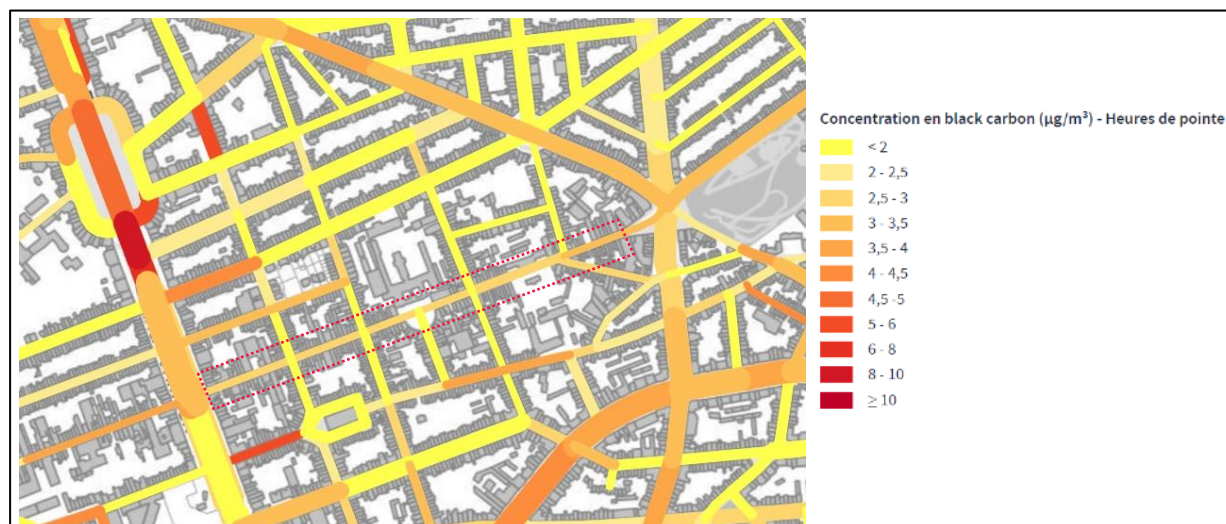 Concentration en black carbon (µg/m³) - Heures de pointe
< 2
2 - 2,5
2,5 - 3
3 - 3,5
3,5 - 4
4 - 4,5
4,5 -5
5 - 6
6 - 8
8 - 10
≥ 10